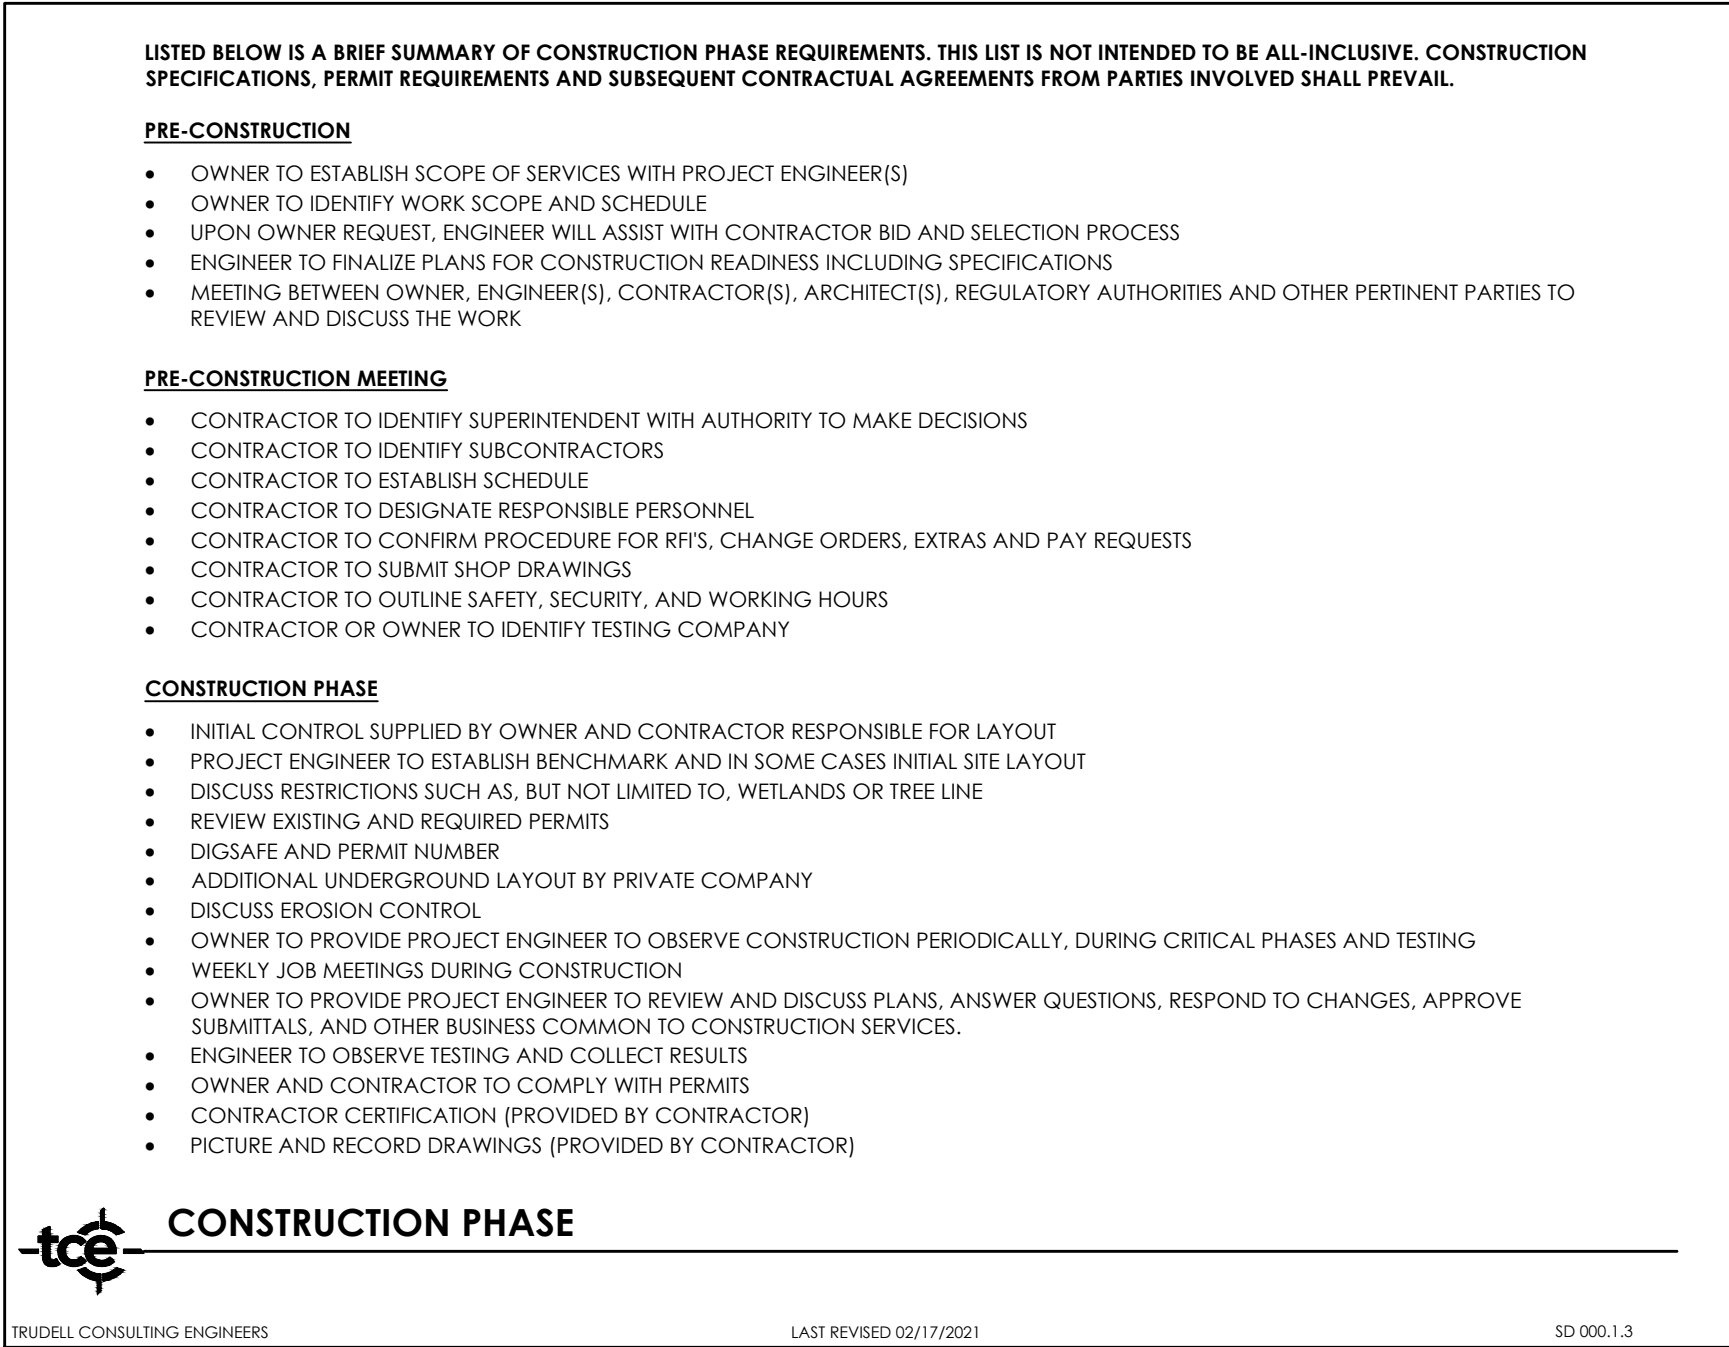 LISTED BELOW IS A BRIEF SUMMARY OF CONSTRUCTION PHASE REQUIREMENTS. THIS LIST IS NOT INTENDED TO BE ALL-INCLUSIVE. CONSTRUCTION
SPECIFICATIONS, PERMIT REQUIREMENTS AND SUBSEQUENT CONTRACTUAL AGREEMENTS FROM PARTIES INVOLVED SHALL PREVAIL.
PRE-CONSTRUCTION
• OWNER TO ESTABLISH SCOPE OF SERVICES WITH PROJECT ENGINEER(S)
• OWNER TO IDENTIFY WORK SCOPE AND SCHEDULE
• UPON OWNER REQUEST, ENGINEER WILL ASSIST WITH CONTRACTOR BID AND SELECTION PROCESS
• ENGINEER TO FINALIZE PLANS FOR CONSTRUCTION READINESS INCLUDING SPECIFICATIONS
• MEETING BETWEEN OWNER, ENGINEER(S), CONTRACTOR(S), ARCHITECT(S), REGULATORY AUTHORITIES AND OTHER PERTINENT PARTIES TO
REVIEW AND DISCUSS THE WORK
PRE-CONSTRUCTION MEETING
• CONTRACTOR TO IDENTIFY SUPERINTENDENT WITH AUTHORITY TO MAKE DECISIONS
• CONTRACTOR TO IDENTIFY SUBCONTRACTORS
• CONTRACTOR TO ESTABLISH SCHEDULE
• CONTRACTOR TO DESIGNATE RESPONSIBLE PERSONNEL
• CONTRACTOR TO CONFIRM PROCEDURE FOR RFI'S, CHANGE ORDERS, EXTRAS AND PAY REQUESTS
• CONTRACTOR TO SUBMIT SHOP DRAWINGS
• CONTRACTOR TO OUTLINE SAFETY, SECURITY, AND WORKING HOURS
• CONTRACTOR OR OWNER TO IDENTIFY TESTING COMPANY
CONSTRUCTION PHASE
• INITIAL CONTROL SUPPLIED BY OWNER AND CONTRACTOR RESPONSIBLE FOR LAYOUT
• PROJECT ENGINEER TO ESTABLISH BENCHMARK AND IN SOME CASES INITIAL SITE LAYOUT
• DISCUSS RESTRICTIONS SUCH AS, BUT NOT LIMITED TO, WETLANDS OR TREE LINE
• REVIEW EXISTING AND REQUIRED PERMITS
• DIGSAFE AND PERMIT NUMBER
• ADDITIONAL UNDERGROUND LAYOUT BY PRIVATE COMPANY
• DISCUSS EROSION CONTROL
• OWNER TO PROVIDE PROJECT ENGINEER TO OBSERVE CONSTRUCTION PERIODICALLY, DURING CRITICAL PHASES AND TESTING
• WEEKLY JOB MEETINGS DURING CONSTRUCTION
• OWNER TO PROVIDE PROJECT ENGINEER TO REVIEW AND DISCUSS PLANS, ANSWER QUESTIONS, RESPOND TO CHANGES, APPROVE
SUBMITTALS, AND OTHER BUSINESS COMMON TO CONSTRUCTION SERVICES.
• ENGINEER TO OBSERVE TESTING AND COLLECT RESULTS
• OWNER AND CONTRACTOR TO COMPLY WITH PERMITS
• CONTRACTOR CERTIFICATION (PROVIDED BY CONTRACTOR)
• PICTURE AND RECORD DRAWINGS (PROVIDED BY CONTRACTOR)
tce CONSTRUCTION PHASE
TRUDELL CONSULTING ENGINEERS LAST REVISED 02/17/2021 SD 000.1.3